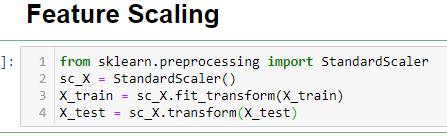 Feature Scaling
]:
1 from sklearn.preprocessing import StandardScaler
2 sc_X = StandardScaler()
3 X_train = sc_X.fit_transform(X_train)
4 X_test = sc_X.transform(X_test)